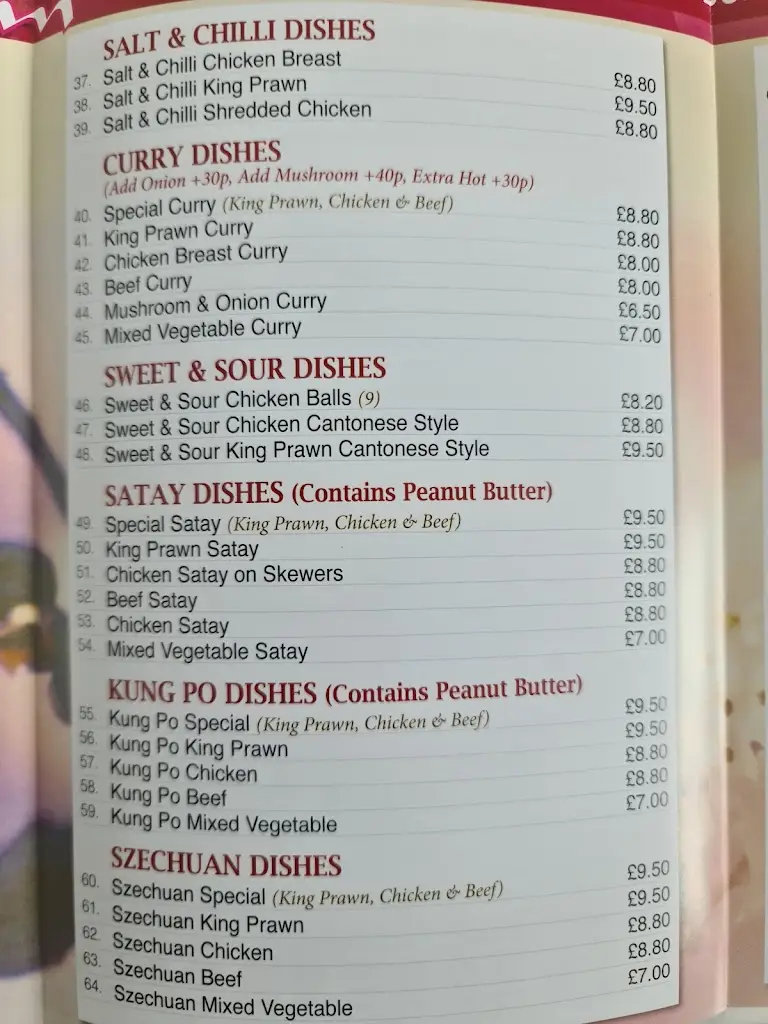 SALT & CHILLI DISHES
37. Salt & Chilli Chicken Breast £8.80
38. Salt & Chilli King Prawn £9.50
39. Salt & Chilli Shredded Chicken £8.80
CURRY DISHES
(Add Onion +30p, Add Mushroom +40p, Extra Hot +30p)
40. Special Curry (King Prawn, Chicken & Beef) £8.80
41. King Prawn Curry £8.80
42. Chicken Breast Curry £8.00
43. Beef Curry £8.00
44. Mushroom & Onion Curry £6.50
45. Mixed Vegetable Curry £7.00
SWEET & SOUR DISHES
46. Sweet & Sour Chicken Balls (9) £8.20
47. Sweet & Sour Chicken Cantonese Style £8.80
48. Sweet & Sour King Prawn Cantonese Style £9.50
SATAY DISHES (Contains Peanut Butter)
49. Special Satay (King Prawn, Chicken & Beef) £9.50
50. King Prawn Satay £9.50
51. Chicken Satay on Skewers £8.80
52. Beef Satay £8.80
53. Chicken Satay £8.80
54. Mixed Vegetable Satay £7.00
KUNG PO DISHES (Contains Peanut Butter)
55. Kung Po Special (King Prawn, Chicken & Beef) £9.50
56. Kung Po King Prawn £9.50
57. Kung Po Chicken £8.80
58. Kung Po Beef £8.80
59. Kung Po Mixed Vegetable £7.00
SZECHUAN DISHES
60. Szechuan Special (King Prawn, Chicken & Beef) £9.50
61. Szechuan King Prawn £9.50
62. Szechuan Chicken £8.80
63. Szechuan Beef £8.80
64. Szechuan Mixed Vegetable £7.00